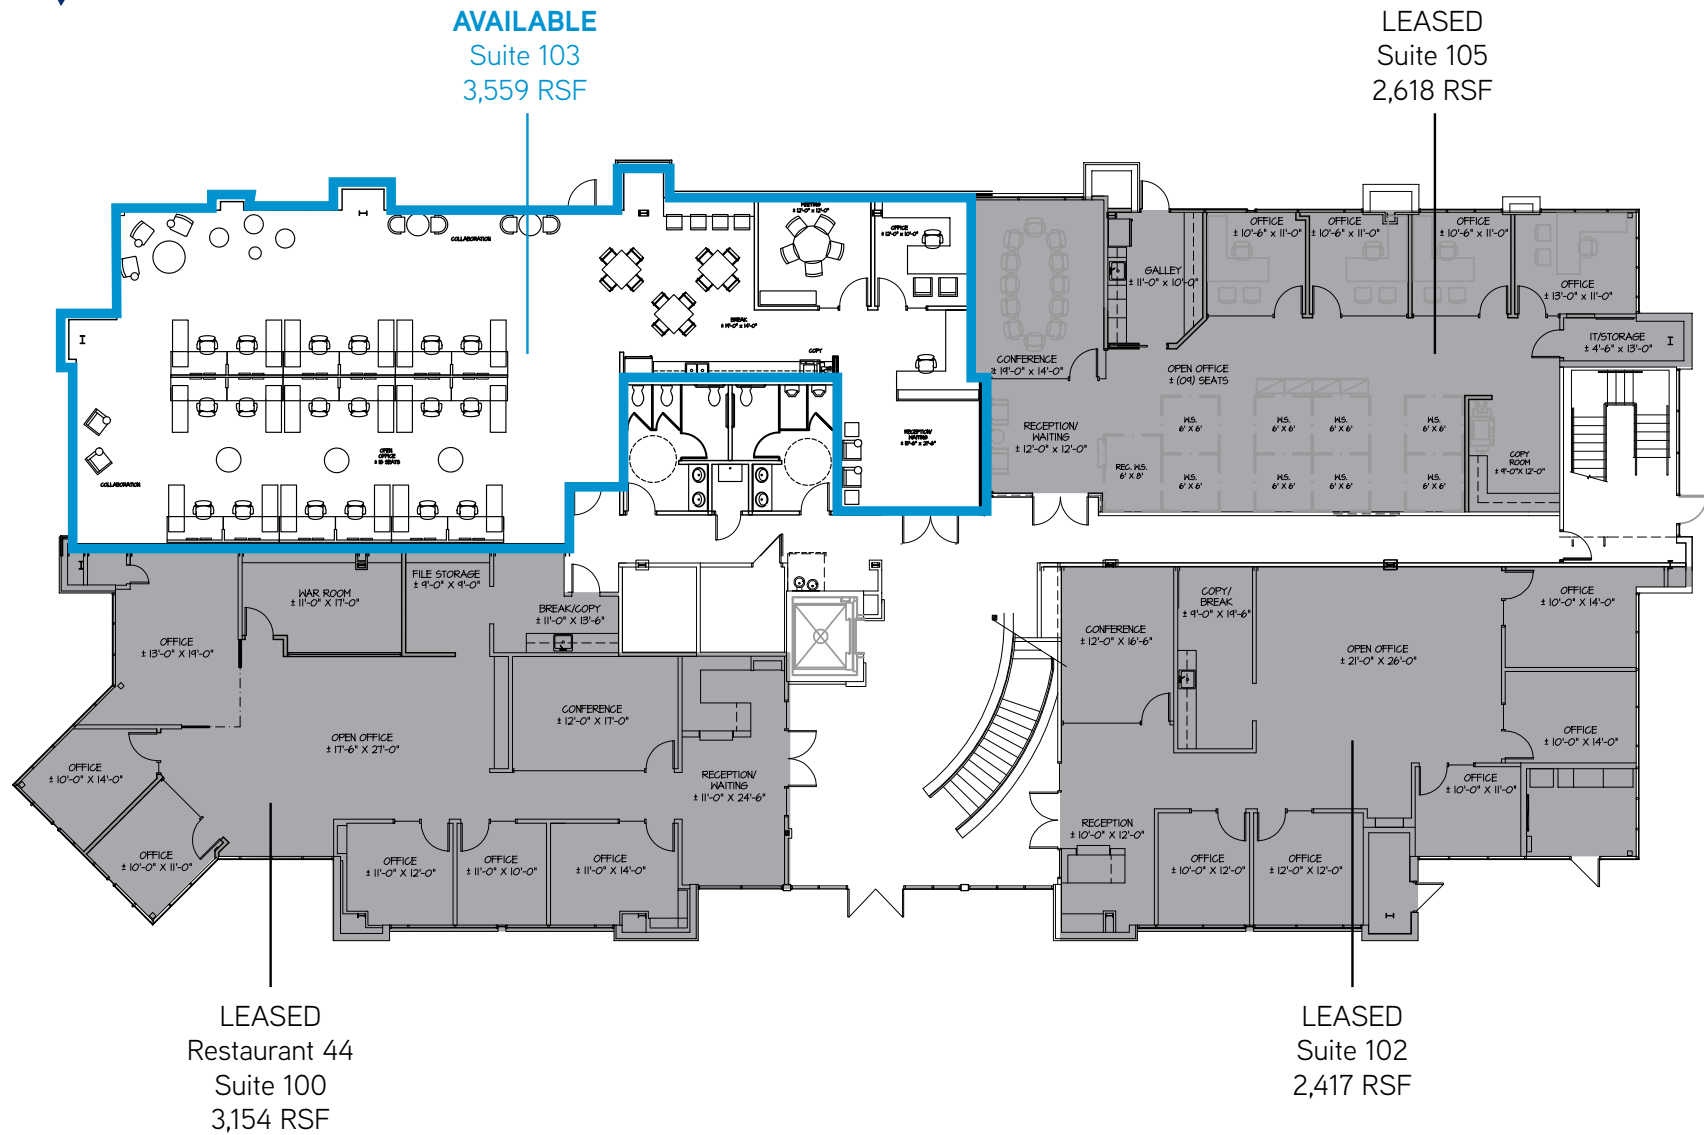 AVAILABLE
Suite 103
3,559 RSF
LEASED
Suite 105
2,618 RSF
COLLABORATION
MEETING
± 12'-0" x 12'-0"
OFFICE
± 12'-0" x 10'-0"
BREAK
COPY
OPEN
OFFICE
± 18 SEATS
COLLABORATION
RECEPTION/
WAITING
CONFERENCE
± 19'-0" x 14'-0"
GALLEY
± 11'-0" x 10'-0"
OFFICE
± 10'-6" x 11'-0"
OFFICE
± 10'-6" x 11'-0"
OFFICE
± 10'-6" x 11'-0"
OFFICE
± 13'-0" x 11'-0"
IT/STORAGE
± 4'-6" x 13'-0"
OPEN OFFICE
± (09) SEATS
RECEPTION/
WAITING
± 12'-0" x 12'-0"
REC. W.S.
6' X 8'
W.S.
6' X 6'
W.S.
6' X 6'
W.S.
6' X 6'
W.S.
6' X 6'
W.S.
6' X 6'
W.S.
6' X 6'
W.S.
6' X 6'
W.S.
6' X 6'
COPY
ROOM
± 9'-0" X 12'-0"
WAR ROOM
± 11'-0" X 17'-0"
FILE STORAGE
± 9'-0" X 9'-0"
BREAK/COPY
± 11'-0" X 13'-6"
OFFICE
± 13'-0" X 19'-0"
CONFERENCE
± 12'-0" X 17'-0"
OPEN OFFICE
± 17'-6" X 27'-0"
OFFICE
± 10'-0" X 14'-0"
RECEPTION/
WAITING
± 11'-0" X 24'-6"
OFFICE
± 10'-0" X 11'-0"
OFFICE
± 11'-0" X 12'-0"
OFFICE
± 11'-0" X 10'-0"
OFFICE
± 11'-0" X 14'-0"
CONFERENCE
± 12'-0" X 16'-6"
COPY/
BREAK
± 9'-0" X 19'-6"
OPEN OFFICE
± 21'-0" X 26'-0"
OFFICE
± 10'-0" X 14'-0"
OFFICE
± 10'-0" X 14'-0"
OFFICE
± 10'-0" X 11'-0"
RECEPTION
± 10'-0" X 12'-0"
OFFICE
± 10'-0" X 12'-0"
OFFICE
± 12'-0" X 12'-0"
LEASED
Restaurant 44
Suite 100
3,154 RSF
LEASED
Suite 102
2,417 RSF